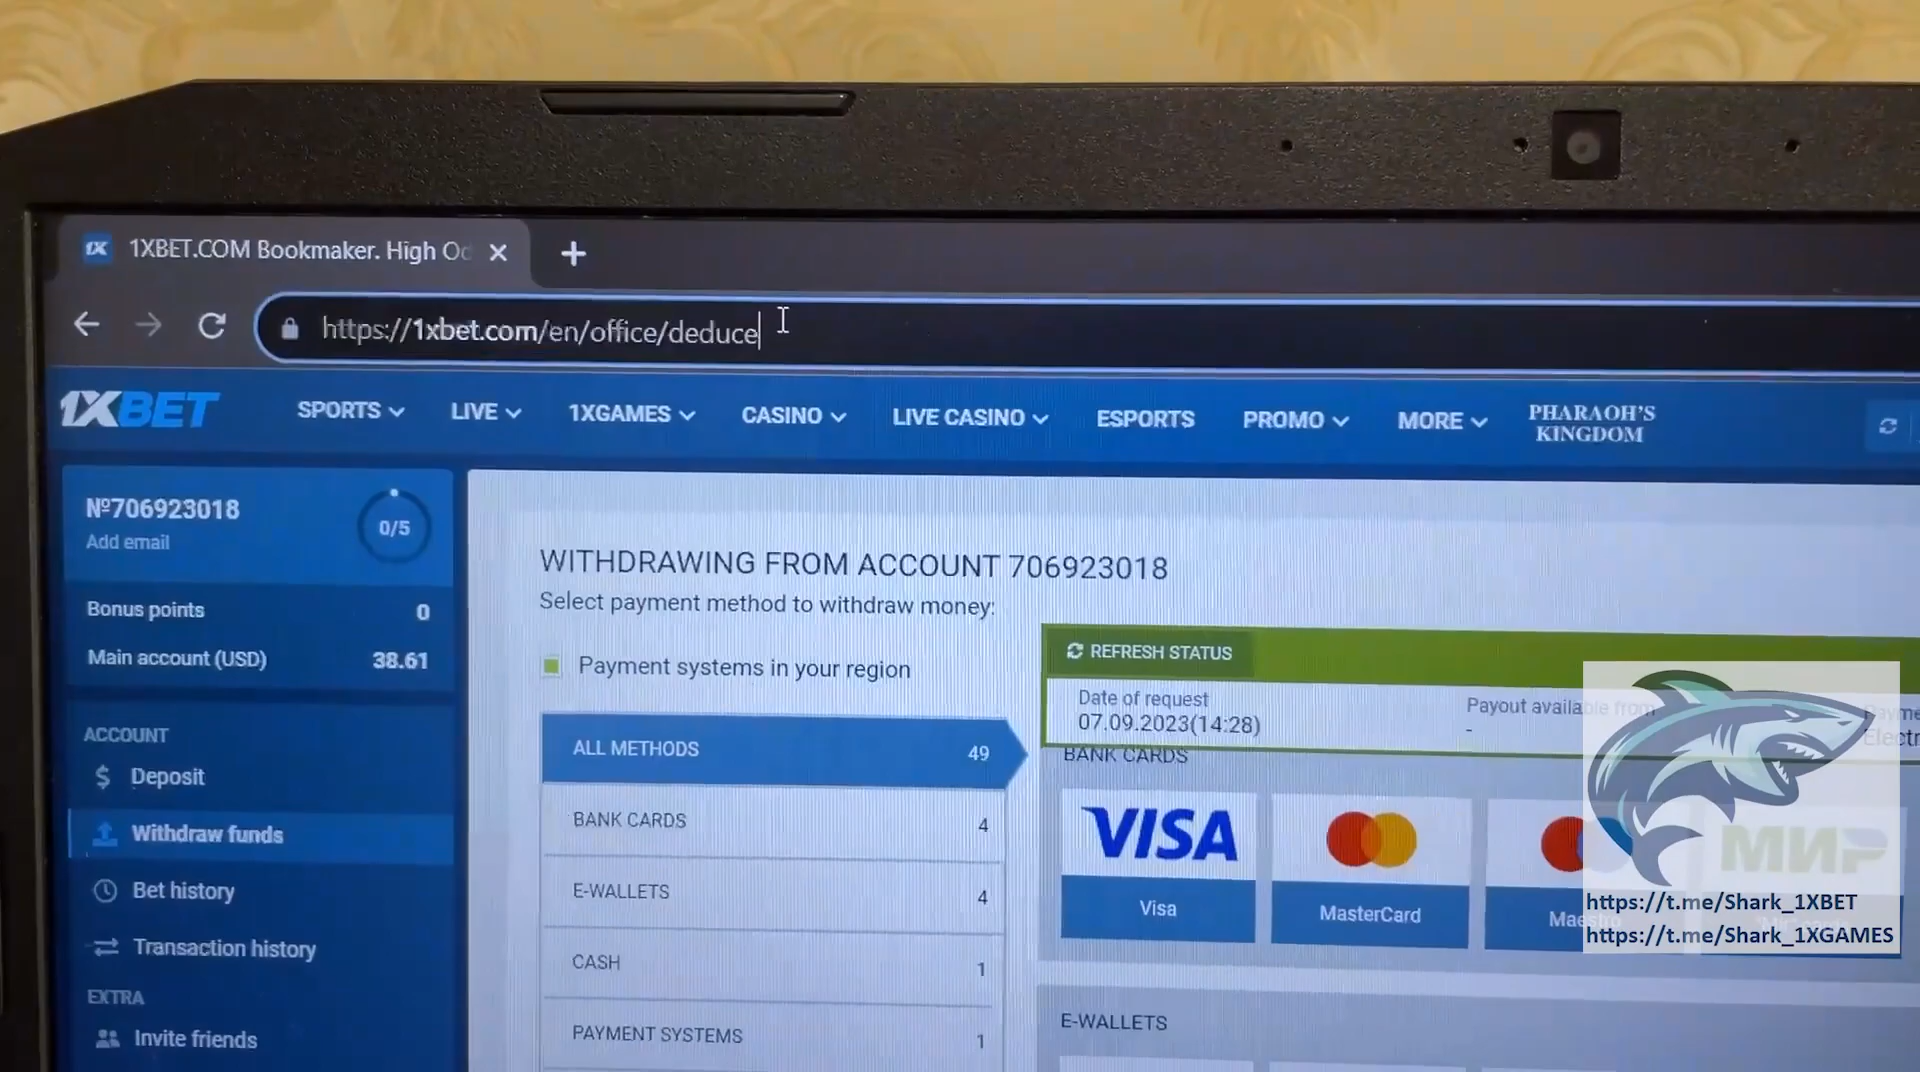 1XBET.COM Bookmaker. High Od
https://1xbet.com/en/office/deduce
1XBET
SPORTS
LIVE
1XGAMES
CASINO
LIVE CASINO
ESPORTS
PROMO
MORE
PHARAOH'S
KINGDOM
№706923018
Add email
0/5
Bonus points 0
Main account (USD) 38.61
ACCOUNT
Deposit
Withdraw funds
Bet history
Transaction history
EXTRA
Invite friends
WITHDRAWING FROM ACCOUNT 706923018
Select payment method to withdraw money:
Payment systems in your region
ALL METHODS 49
BANK CARDS 4
E-WALLETS 4
CASH 1
PAYMENT SYSTEMS 1
REFRESH STATUS
Date of request
07.09.2023(14:28)
Payout available from
-
BANK CARDS
VISA
Visa
MasterCard
Maestro
МИР
https://t.me/Shark_1XBET
https://t.me/Shark_1XGAMES
E-WALLETS